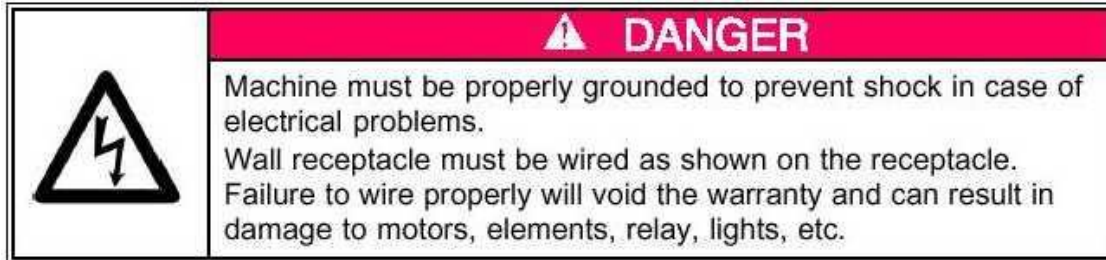 DANGER
Machine must be properly grounded to prevent shock in case of
electrical problems.
Wall receptacle must be wired as shown on the receptacle.
Failure to wire properly will void the warranty and can result in
damage to motors, elements, relay, lights, etc.